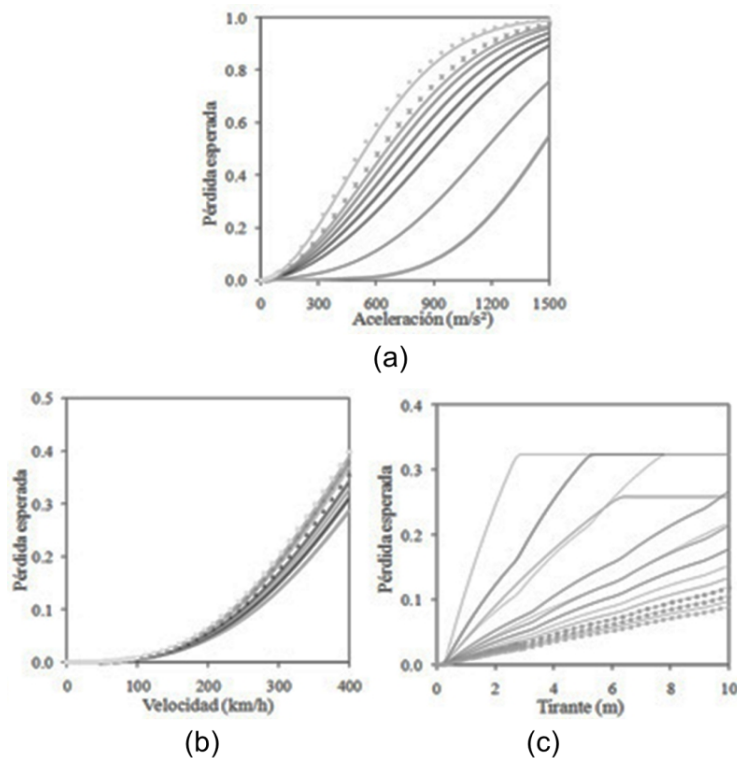 1.0
0.8
0.6
0.4
0.2
0.0
Pérdida esperada
0 300 600 900 1200 1500
Aceleración (m/s²)
(a)
0.5
0.4
0.3
0.2
0.1
0.0
Pérdida esperada
0 100 200 300 400
Velocidad (km/h)
(b)
0.4
0.3
0.2
0.1
0.0
Pérdida esperada
0 2 4 6 8 10
Tirante (m)
(c)